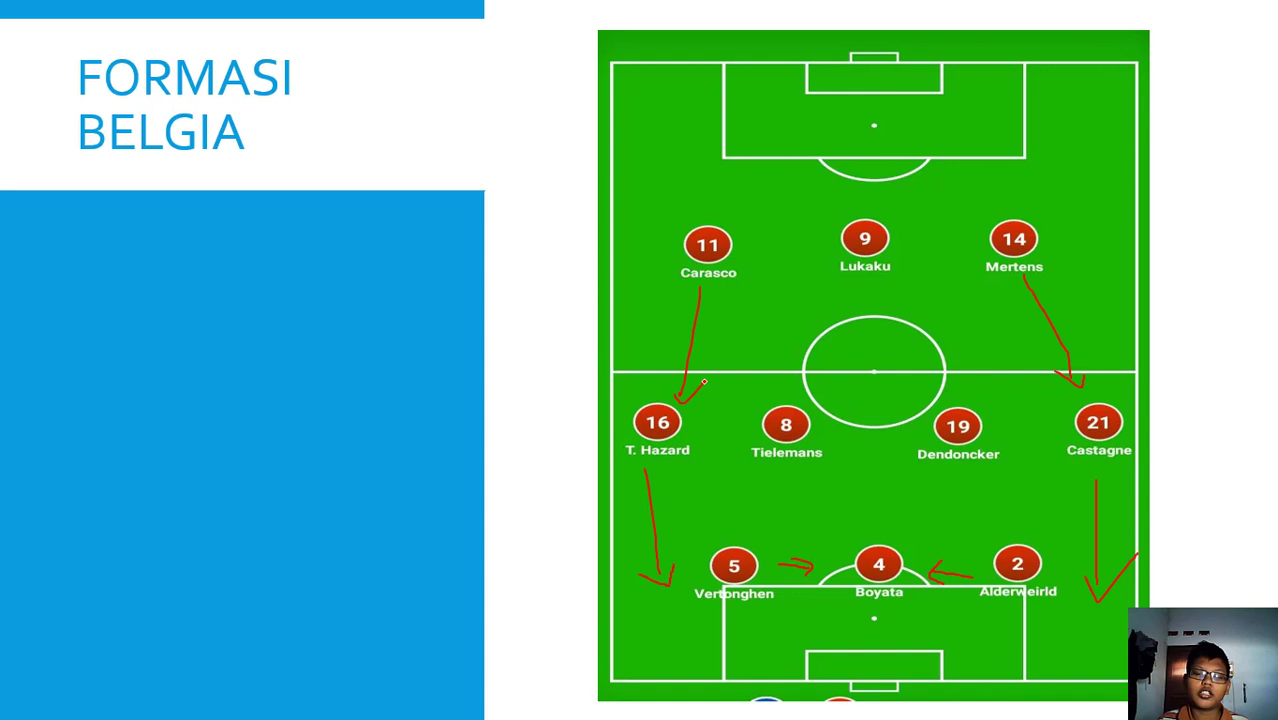 FORMASI
BELGIA
11
Carasco
9
Lukaku
14
Mertens
16
T. Hazard
8
Tielemans
19
Dendoncker
21
Castagne
5
Vertonghen
4
Boyata
2
Alderweirld